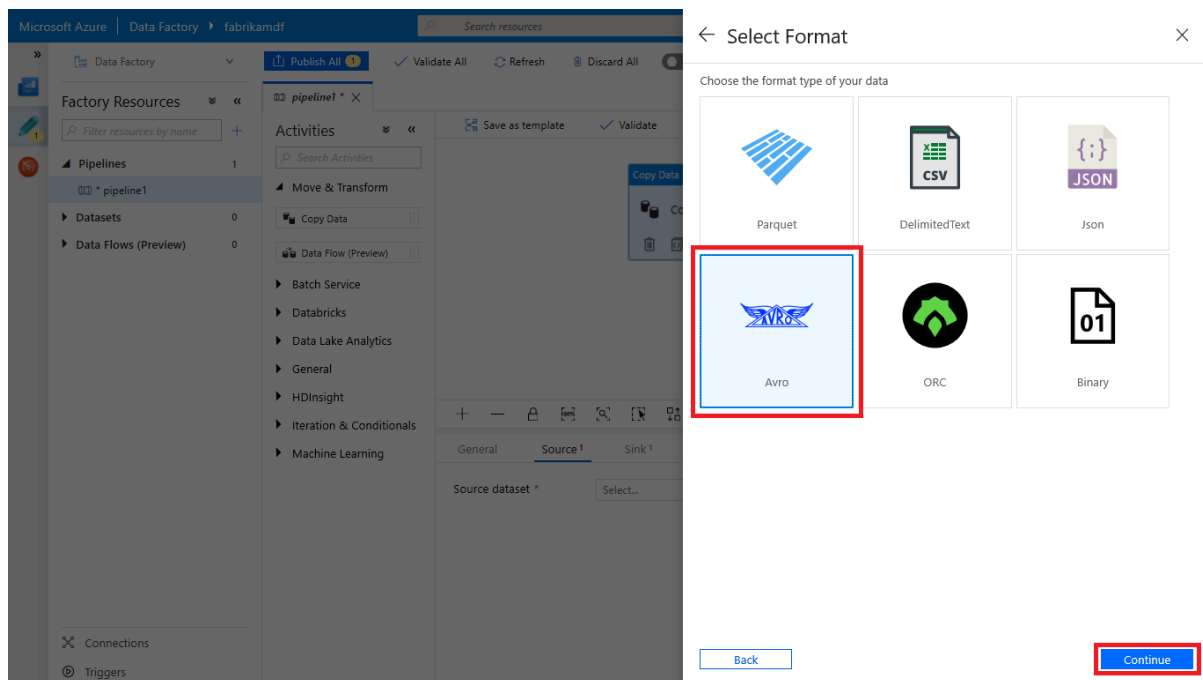 Microsoft Azure Data Factory fabrikamdf Search resources
Data Factory
Factory Resources
Filter resources by name
Pipelines 1
* pipeline1
Datasets 0
Data Flows (Preview) 0
Connections
Triggers
1
Publish All 1 Validate All Refresh Discard All
pipeline1 *
Activities
Search Activities
Move & Transform
Copy Data
Data Flow (Preview)
Batch Service
Databricks
Data Lake Analytics
General
HDInsight
Iteration & Conditionals
Machine Learning
Save as template Validate
Copy Data
Co
General Source 1 Sink 1
Source dataset * Select...
Select Format
Choose the format type of your data
CSV
{;}
JSON
Parquet DelimitedText Json
AVRO
01
Avro ORC Binary
Back Continue